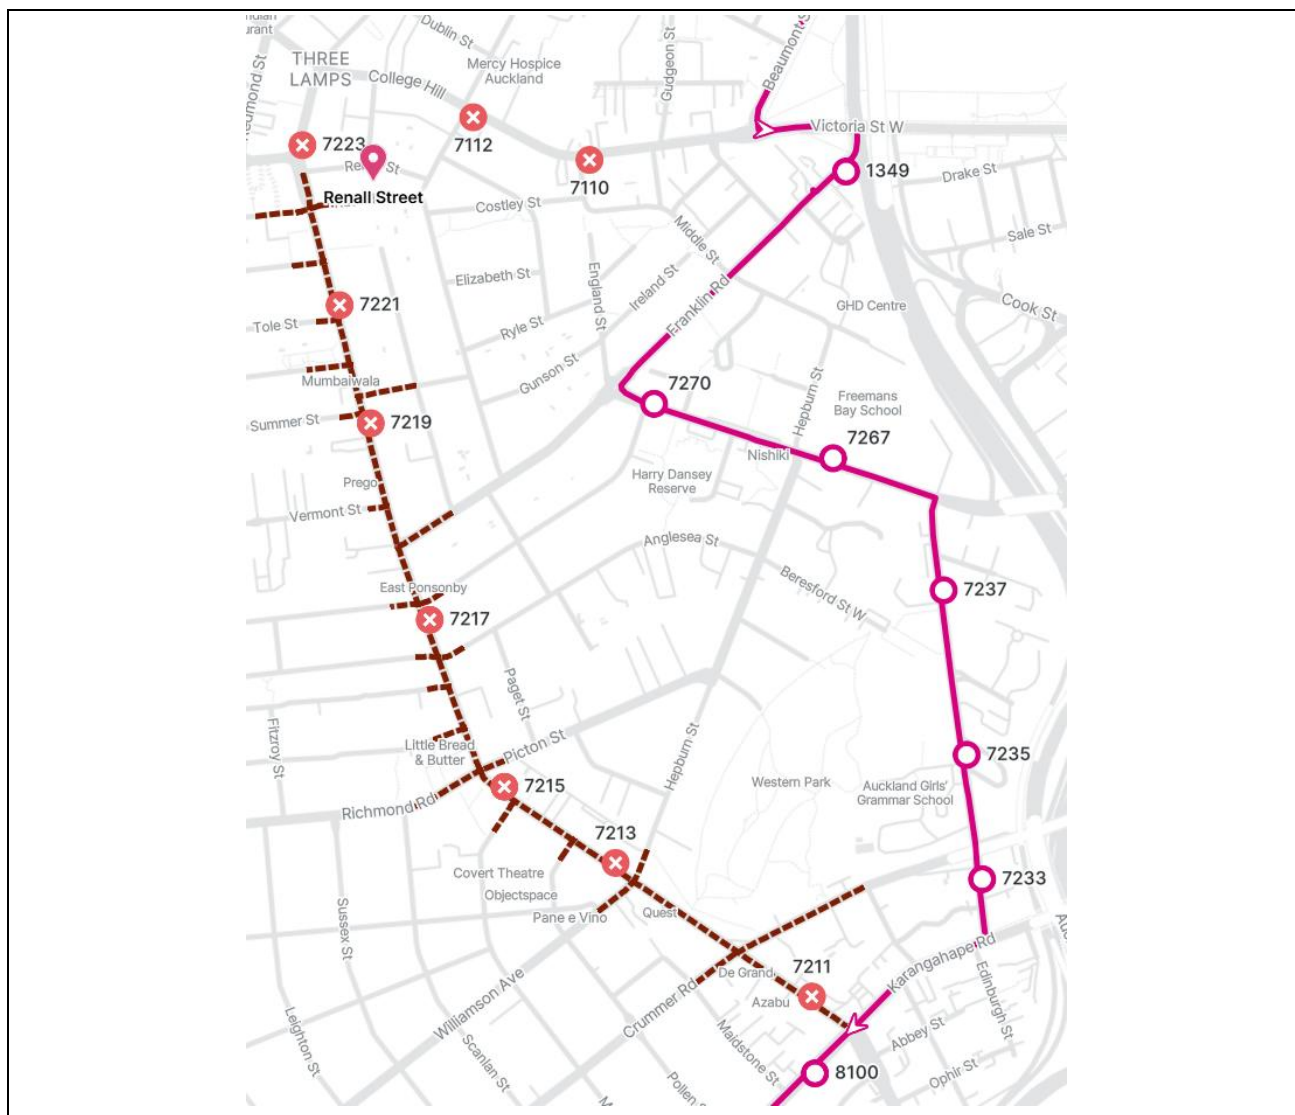 Dublin St
THREE
LAMPS
Mercy Hospice
Auckland
College Hill
Gudgeon St
Beaumont S
Victoria St W
7223
7112
7110
1349
Renall Street
Drake St
Costley St
Middle St
Sale St
Elizabeth St
England St
Ireland St
Franklin Rd
GHD Centre
Cook St
7221
Tole St
Ryle St
Gunson St
Mumbaiwala
7270
Hepburn St
Freemans
Bay School
Summer St
7219
7267
Nishiki
Harry Dansey
Reserve
Prego
Vermont St
Anglesea St
Beresford St W
East Ponsonby
7237
7217
Paget St
Fitzroy St
Little Bread
& Butter
Picton St
Hepburn St
7235
Western Park
Auckland Girls'
Grammar School
7215
Richmond Rd
7213
Covert Theatre
Objectspace
7233
Pane e Vino
Quest
Sussex St
Karangahape Rd
De Grand
7211
Azabu
Edinburgh St
Williamson Ave
Crummer Rd
Maidstone St
Abbey St
Leighton St
Scanlan St
8100
Ophir St
Pollen S